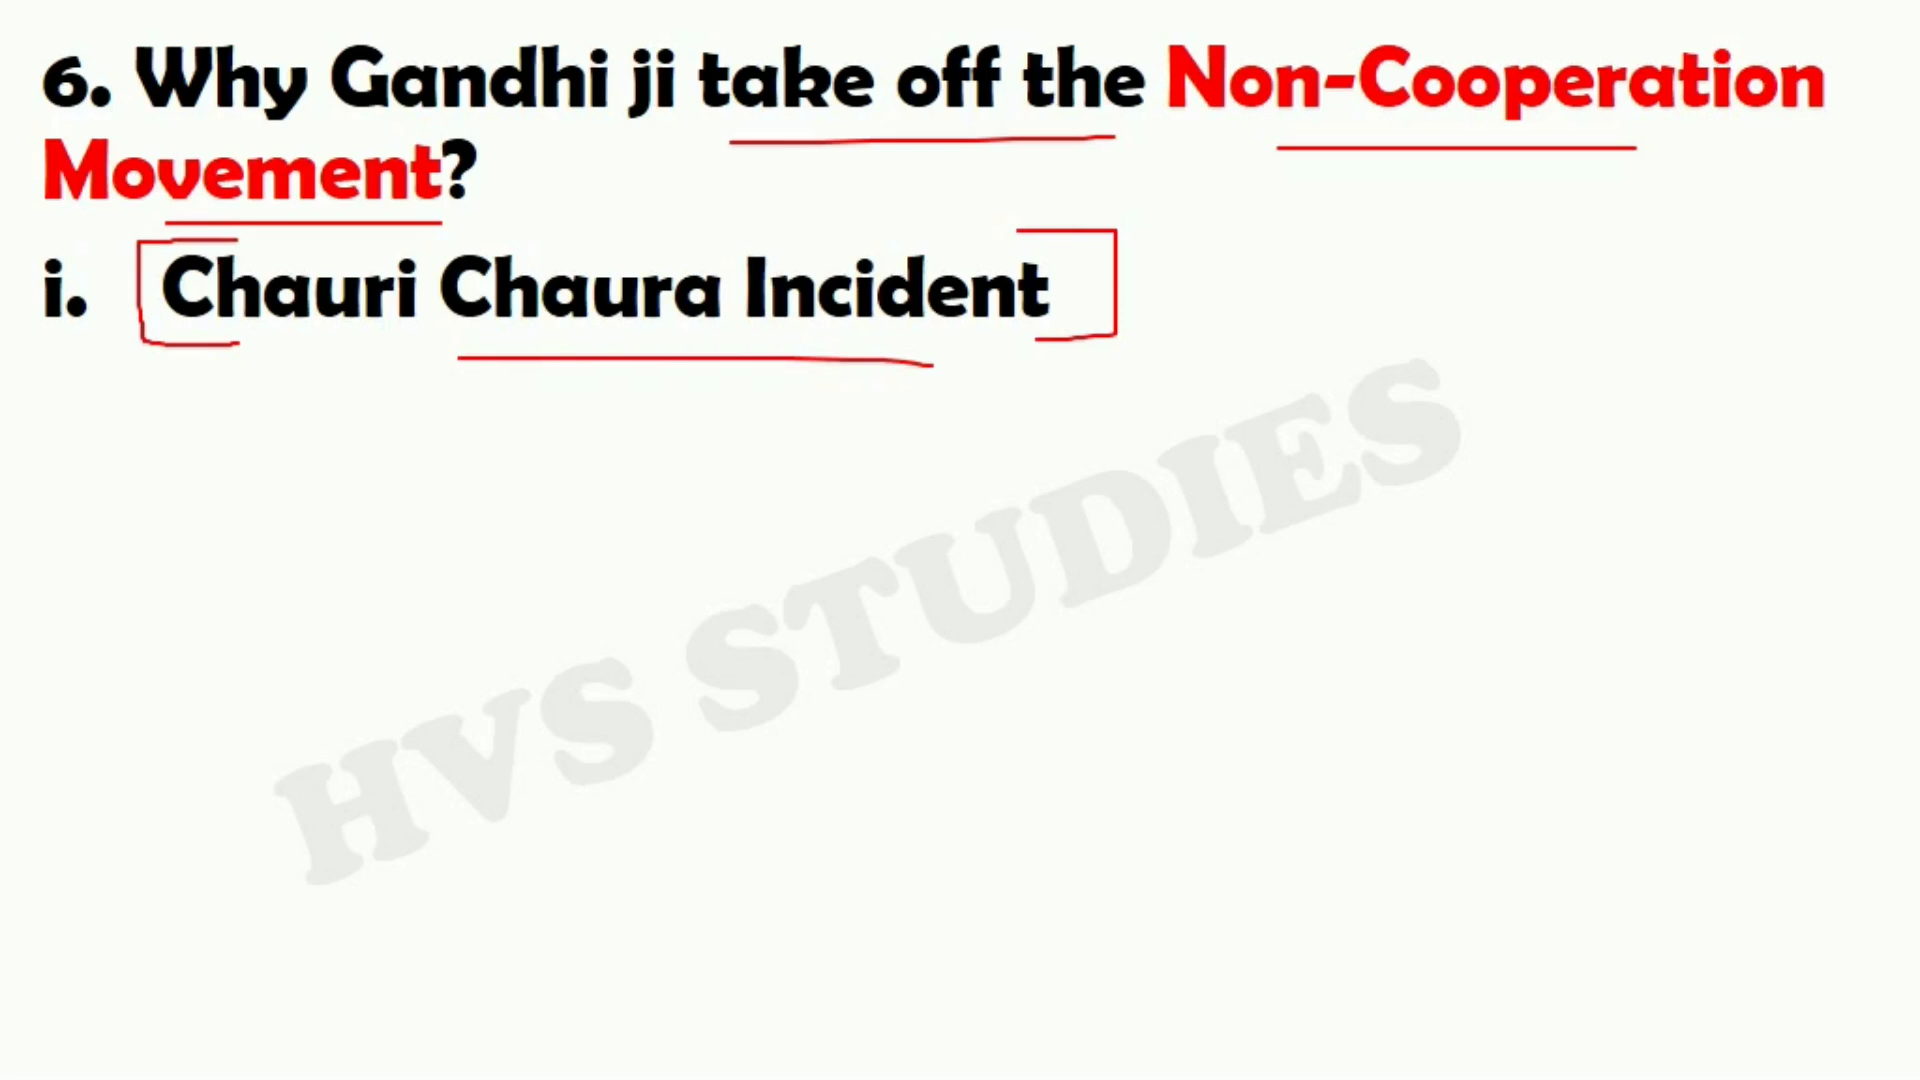 6. Why Gandhi ji take off the Non-Cooperation
Movement?
i. Chauri Chaura Incident
HVS STUDIES